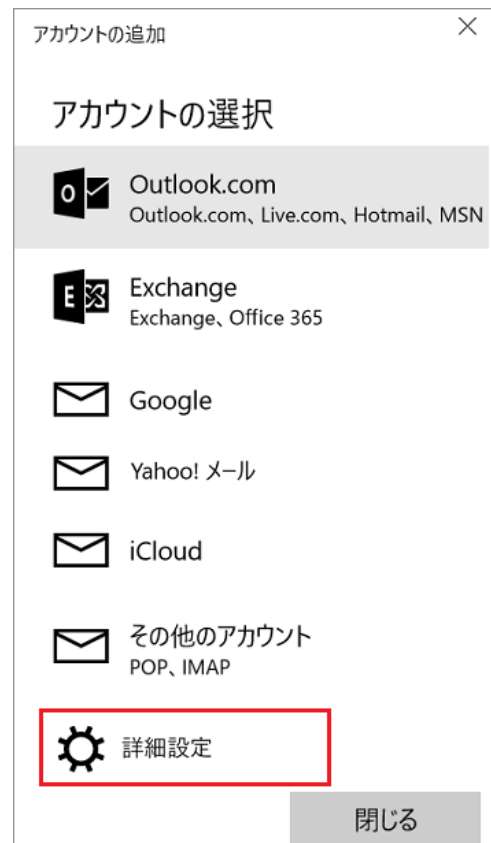 アカウントの追加
アカウントの選択
Outlook.com
Outlook.com、Live.com、Hotmail、MSN
Exchange
Exchange、Office 365
Google
Yahoo! メール
iCloud
その他のアカウント
POP、IMAP
詳細設定
閉じる